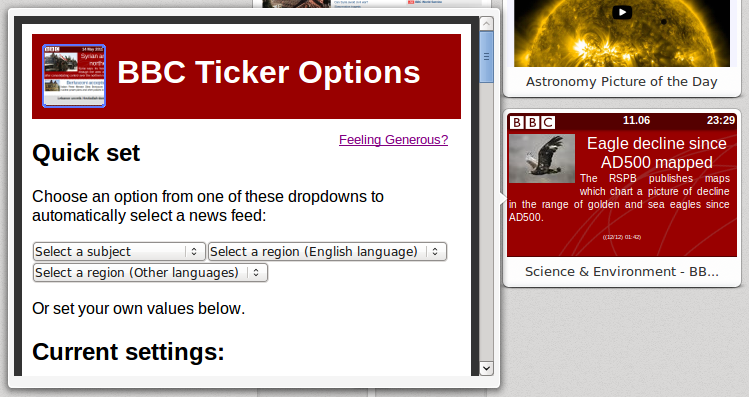 BBC World Service
BBC Ticker Options
Feeling Generous?
Quick set
Choose an option from one of these dropdowns to
automatically select a news feed:
Select a subject
Select a region (English language)
Select a region (Other languages)
Or set your own values below.
Current settings:
Astronomy Picture of the Day
BBC 11.06 23:29
Eagle decline since
AD500 mapped
The RSPB publishes maps
which chart a picture of decline
in the range of golden and sea eagles since
AD500.
((12/12) 01:42)
Science & Environment - BB...